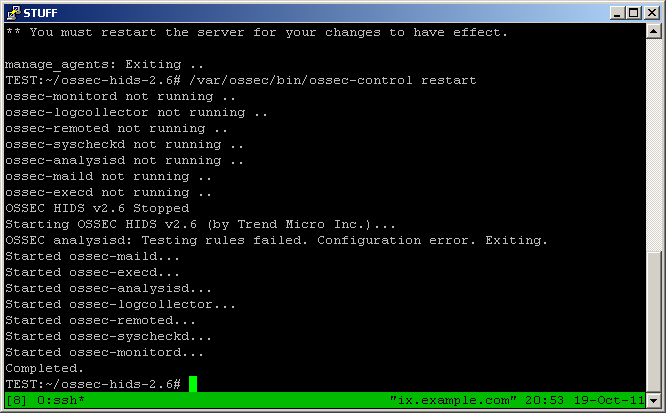 STUFF
** You must restart the server for your changes to have effect.
manage_agents: Exiting ..
TEST:~/ossec-hids-2.6# /var/ossec/bin/ossec-control restart
ossec-monitord not running ..
ossec-logcollector not running ..
ossec-remoted not running ..
ossec-syscheckd not running ..
ossec-analysisd not running ..
ossec-maild not running ..
ossec-execd not running ..
OSSEC HIDS v2.6 Stopped
Starting OSSEC HIDS v2.6 (by Trend Micro Inc.)...
OSSEC analysisd: Testing rules failed. Configuration error. Exiting.
Started ossec-maild...
Started ossec-execd...
Started ossec-analysisd...
Started ossec-logcollector...
Started ossec-remoted...
Started ossec-syscheckd...
Started ossec-monitord...
Completed.
TEST:~/ossec-hids-2.6#
[8] 0:ssh* "ix.example.com" 20:53 19-Oct-11